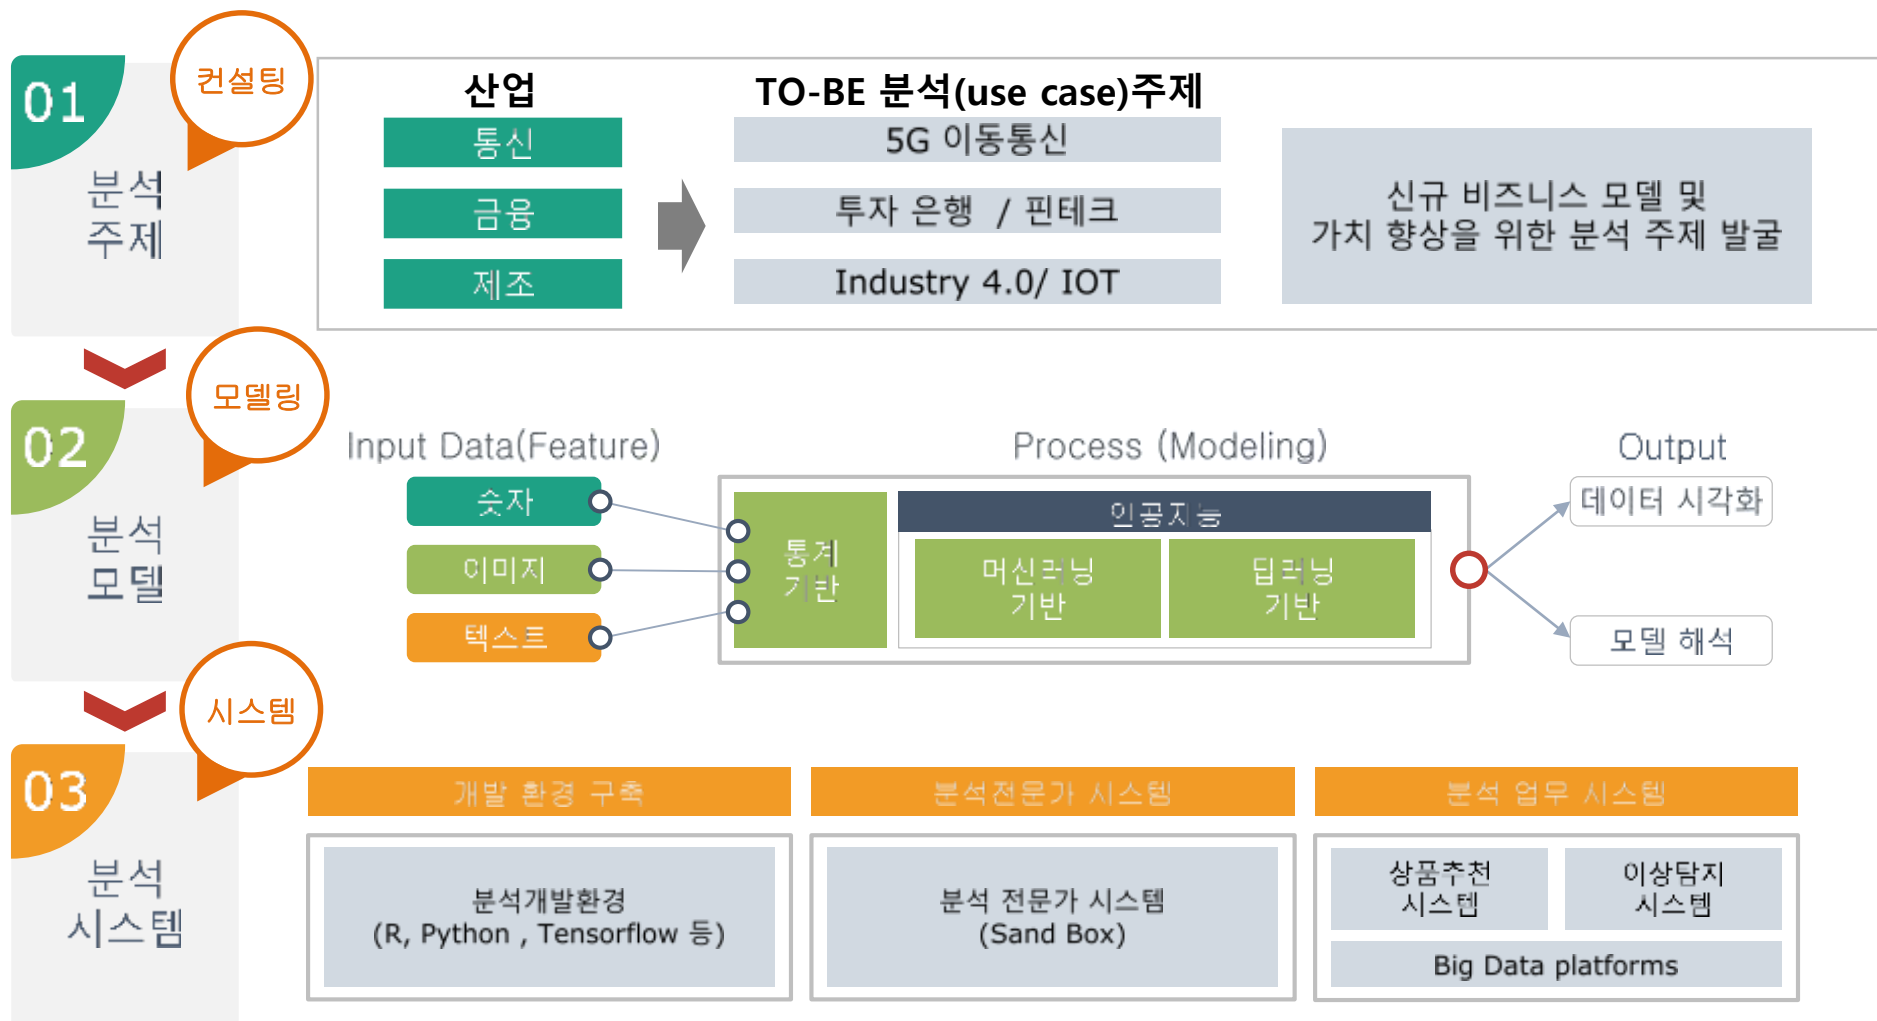 01
컨설팅
분석
주제
산업
TO-BE 분석(use case)주제
통신
5G 이동통신
금융
투자 은행 / 핀테크
제조
Industry 4.0/ IOT
신규 비즈니스 모델 및
가치 향상을 위한 분석 주제 발굴
02
모델링
분석
모델
Input Data(Feature)
Process (Modeling)
Output
숫자
이미지
텍스트
통계
기반
인공지능
머신러닝
기반
딥러닝
기반
데이터 시각화
모델 해석
03
시스템
분석
시스템
개발 환경 구축
분석개발환경
(R, Python , Tensorflow 등)
분석전문가 시스템
분석 전문가 시스템
(Sand Box)
분석 업무 시스템
상품추천
시스템
이상탐지
시스템
Big Data platforms